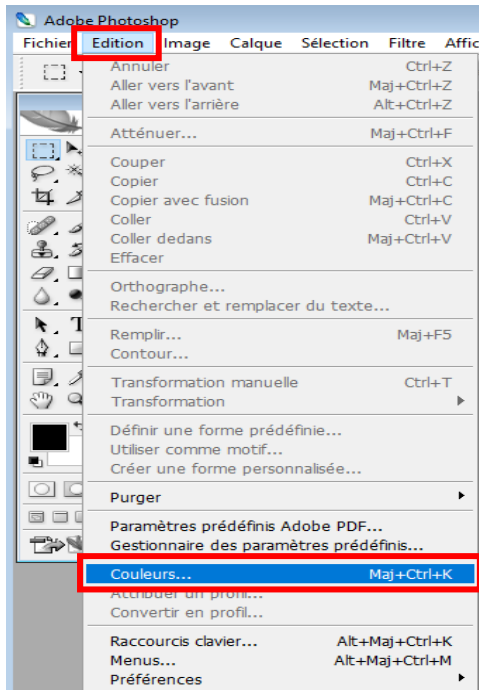 Adobe Photoshop
Fichier Edition Image Calque Sélection Filtre Affic
Annuler Ctrl+Z
Aller vers l'avant Maj+Ctrl+Z
Aller vers l'arrière Alt+Ctrl+Z
Atténuer... Maj+Ctrl+F
Couper Ctrl+X
Copier Ctrl+C
Copier avec fusion Maj+Ctrl+C
Coller Ctrl+V
Coller dedans Maj+Ctrl+V
Effacer
Orthographe...
Rechercher et remplacer du texte...
Remplir... Maj+F5
Contour...
Transformation manuelle Ctrl+T
Transformation
Définir une forme prédéfinie...
Utiliser comme motif...
Créer une forme personnalisée...
Purger
Paramètres prédéfinis Adobe PDF...
Gestionnaire des paramètres prédéfinis...
Couleurs... Maj+Ctrl+K
Attribuer un profil...
Convertir en profil...
Raccourcis clavier... Alt+Maj+Ctrl+K
Menus... Alt+Maj+Ctrl+M
Préférences